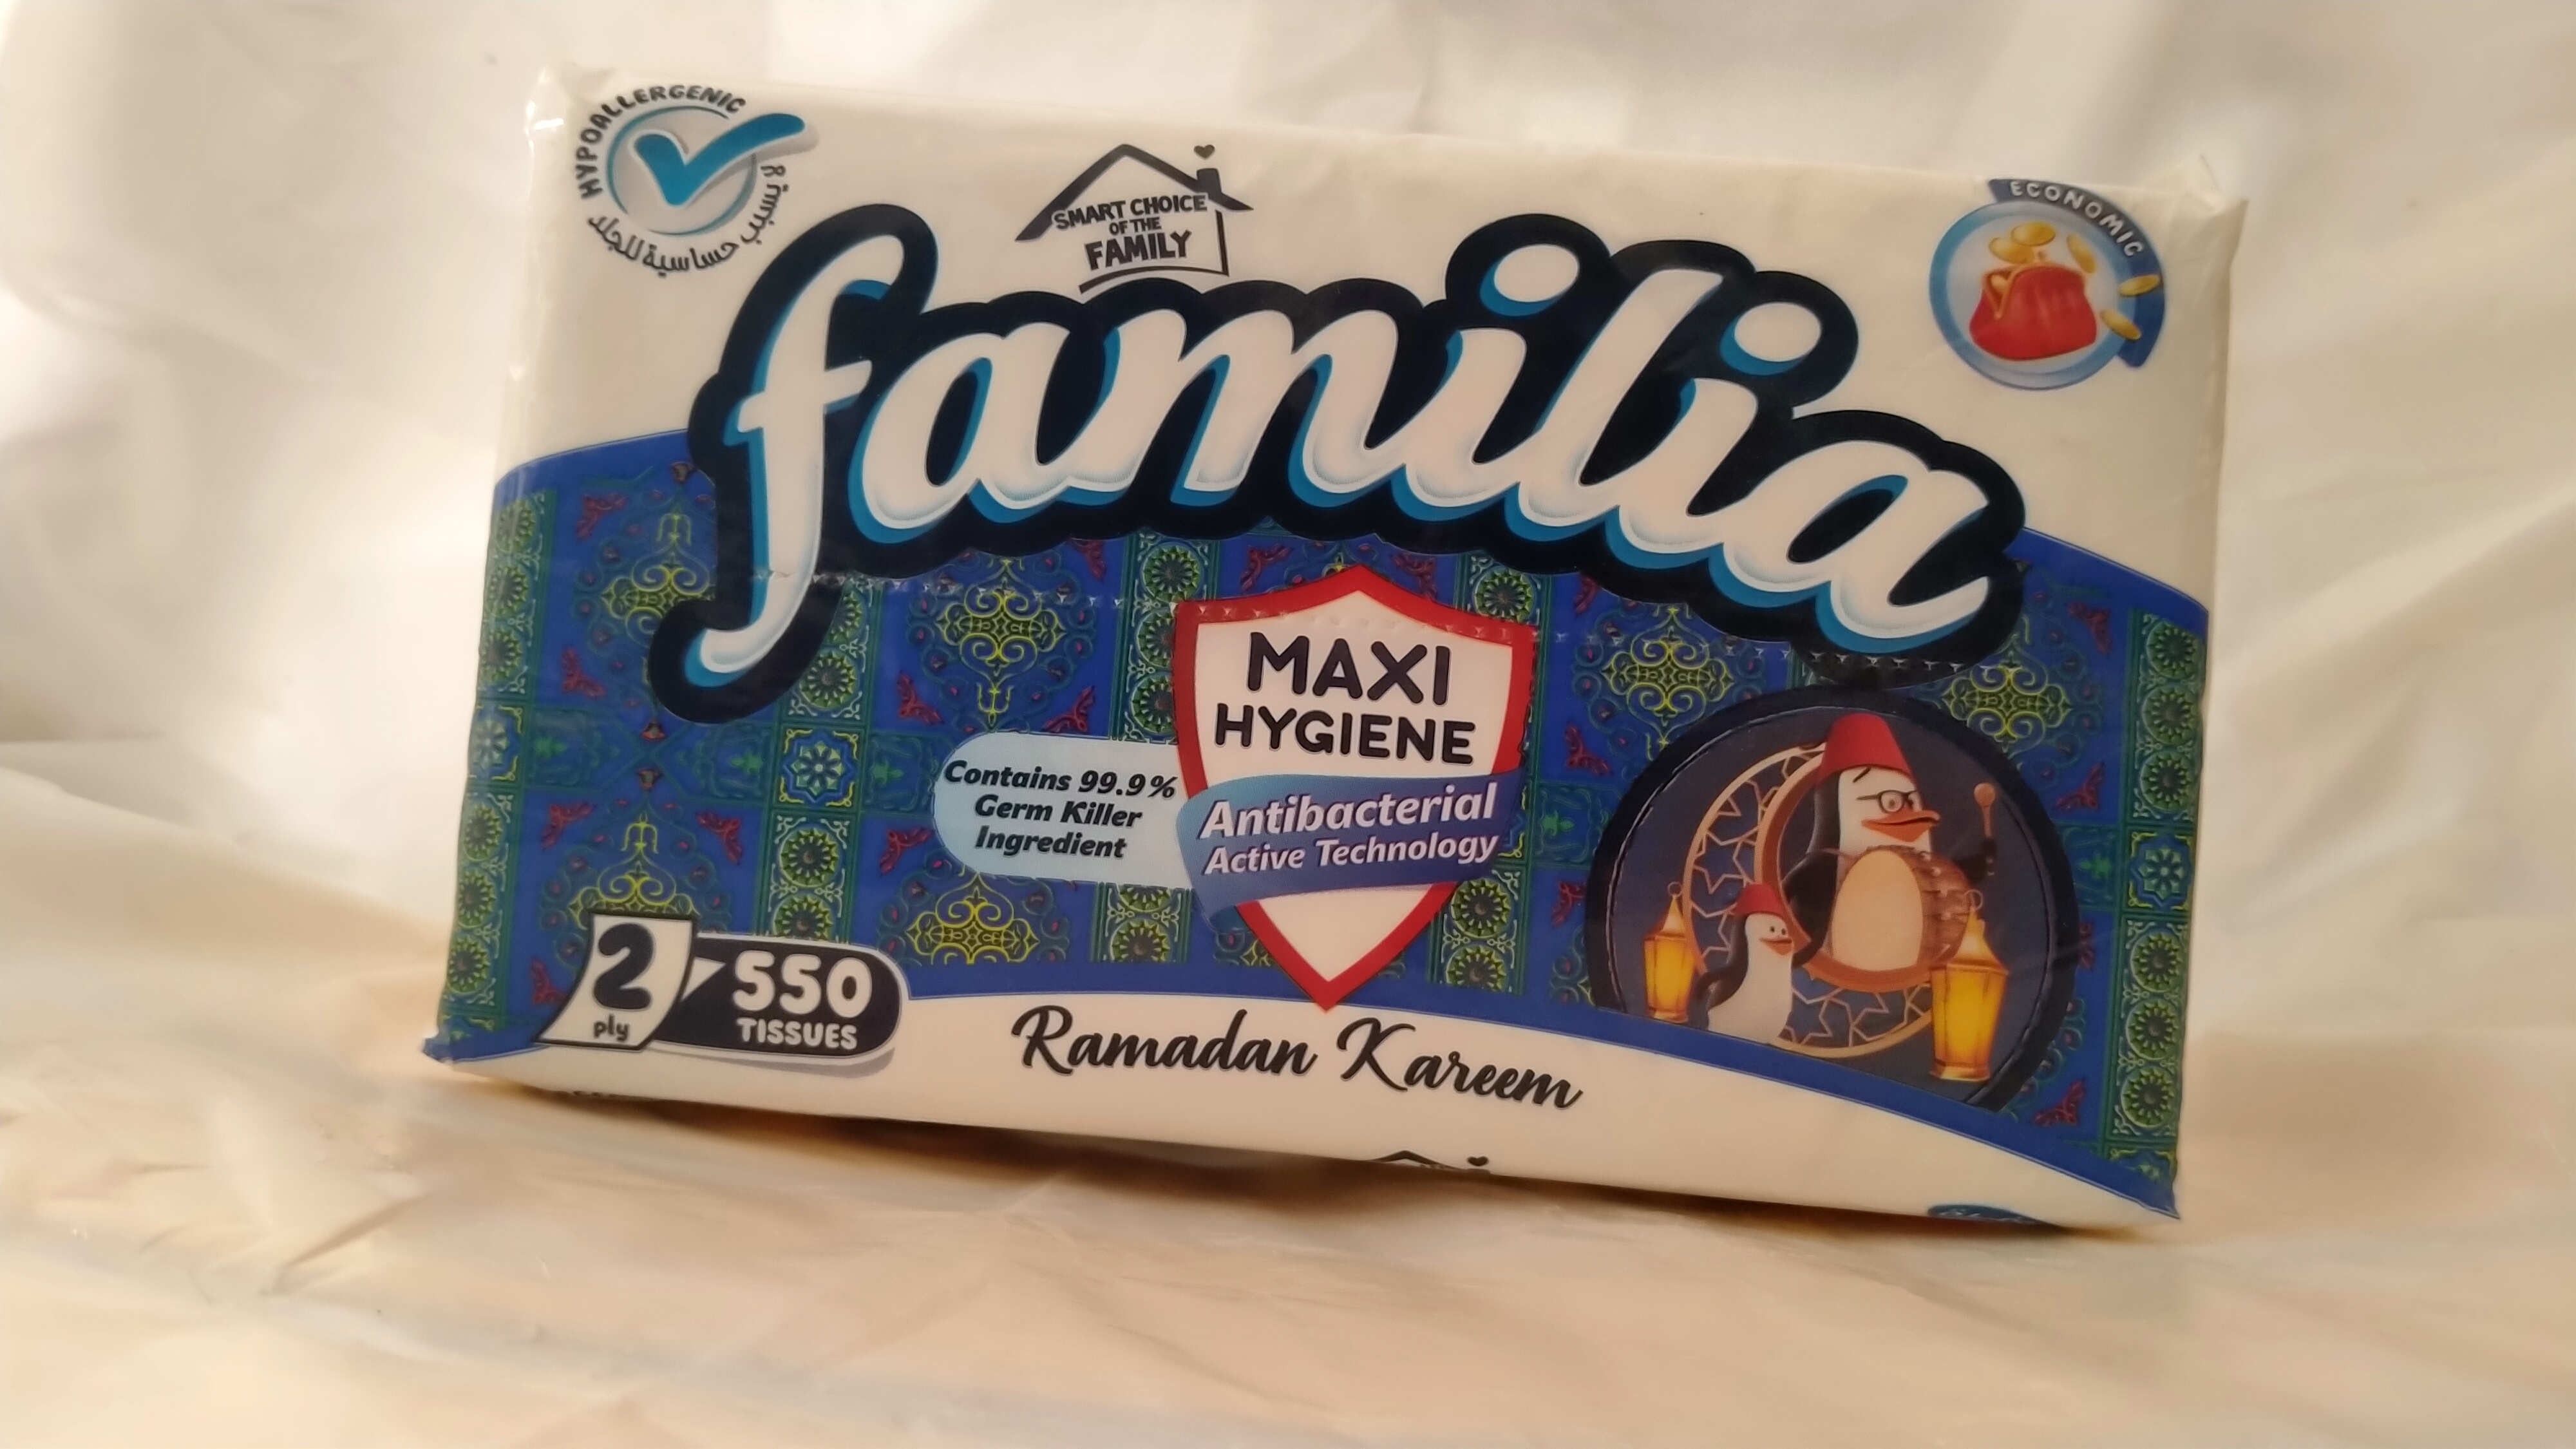 HYPOALLERGENIC
لا تسبب حساسية للجلد
SMART CHOICE
OF THE
FAMILY
ECONOMIC
familia
MAXI
HYGIENE
Contains 99.9%
Germ Killer
Ingredient
Antibacterial
Active Technology
2
ply
550
TISSUES
Ramadan Kareem